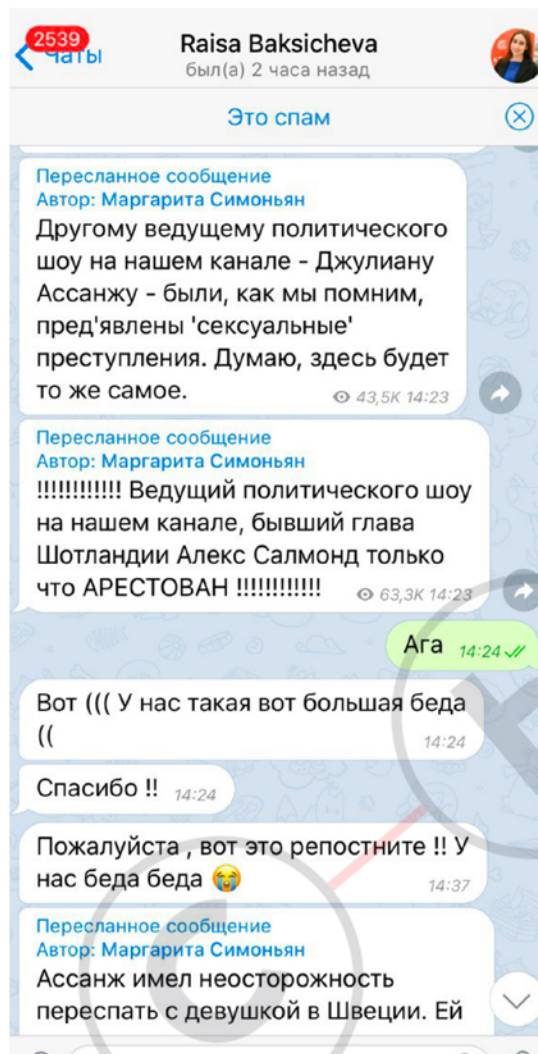 2539
Чаты
Raisa Baksicheva
был(а) 2 часа назад
Это спам
Пересланное сообщение
Автор: Маргарита Симоньян
Другому ведущему политического
шоу на нашем канале - Джулиану
Ассанжу - были, как мы помним,
пред'явлены 'сексуальные'
преступления. Думаю, здесь будет
то же самое.
43,5K 14:23
Пересланное сообщение
Автор: Маргарита Симоньян
!!!!!!!!!!!! Ведущий политического шоу
на нашем канале, бывший глава
Шотландии Алекс Салмонд только
что АРЕСТОВАН !!!!!!!!!!!!
63,3K 14:23
Ага 14:24
Вот ((( У нас такая вот большая беда
((
14:24
Спасибо !! 14:24
Пожалуйста , вот это репостните !! У
нас беда беда 😭
14:37
Пересланное сообщение
Автор: Маргарита Симоньян
Ассанж имел неосторожность
переспать с девушкой в Швеции. Ей